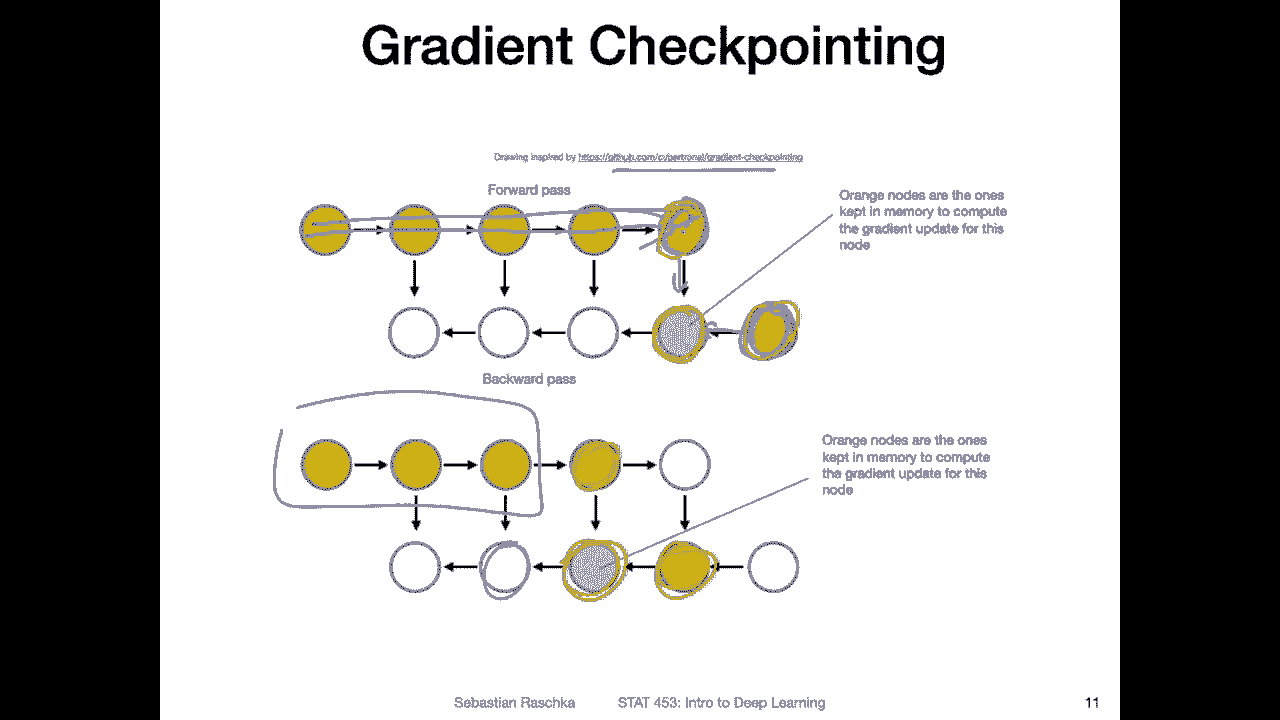 Gradient Checkpointing
Drawing inspired by https://github.com/cybertronai/gradient-checkpointing
Forward pass
Orange nodes are the ones
kept in memory to compute
the gradient update for this
node
Backward pass
Orange nodes are the ones
kept in memory to compute
the gradient update for this
node
Sebastian Raschka STAT 453: Intro to Deep Learning 11